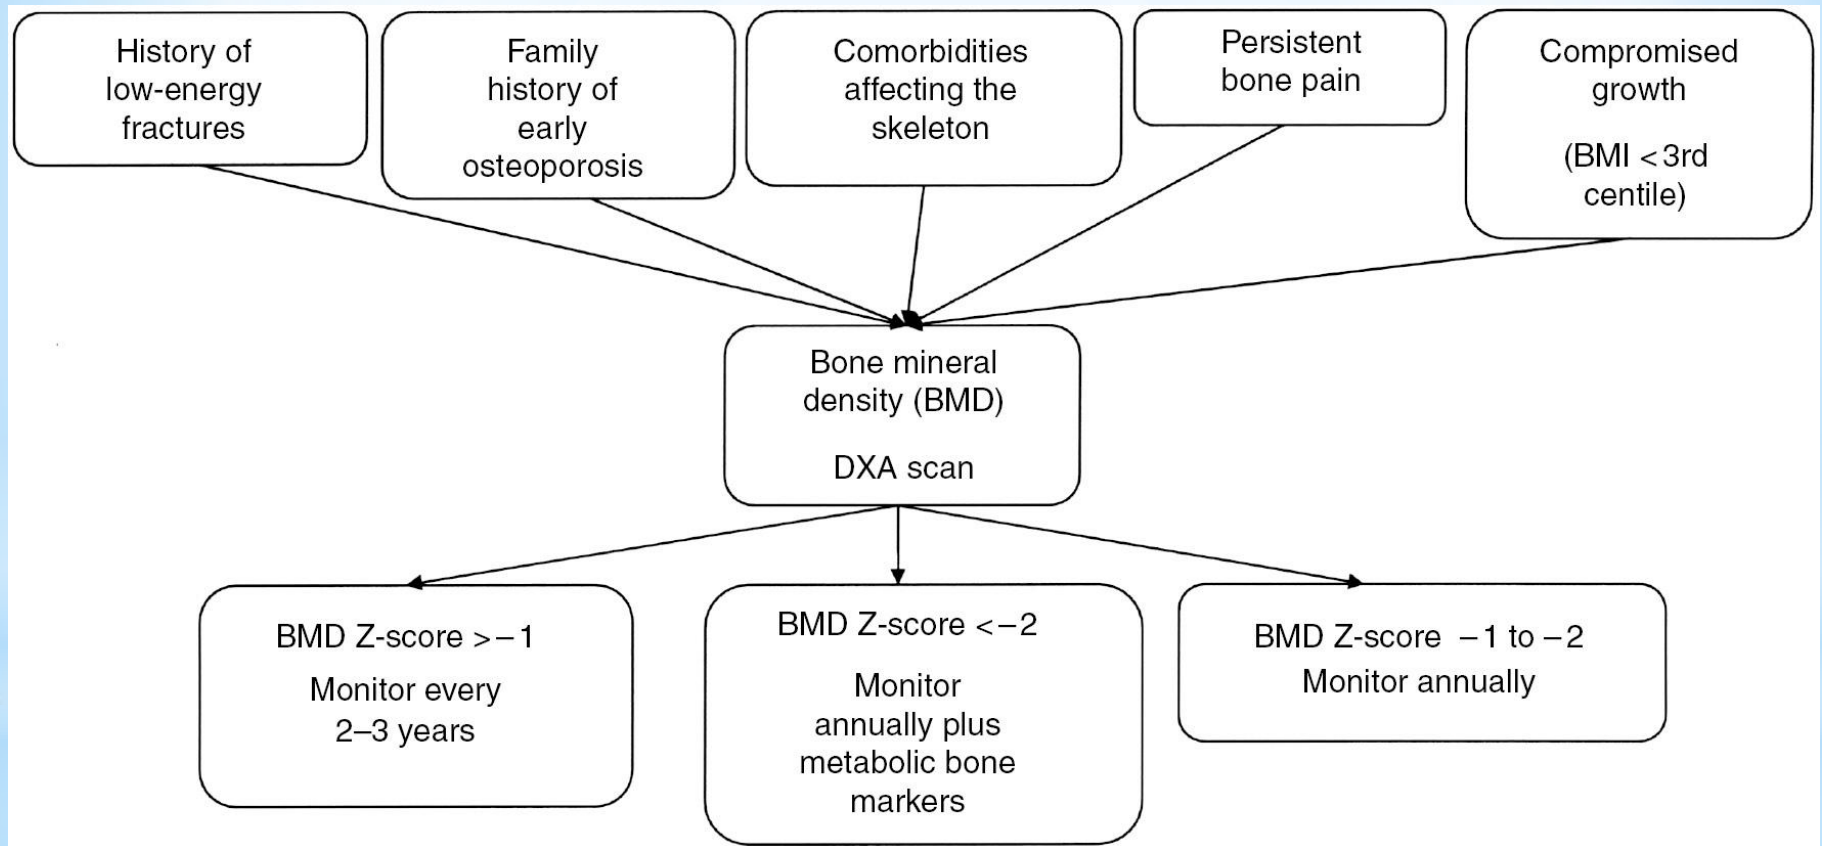 History of
low-energy
fractures
Family
history of
early
osteoporosis
Comorbidities
affecting the
skeleton
Persistent
bone pain
Compromised
growth
(BMI <3rd
centile)
Bone mineral
density (BMD)
DXA scan
BMD Z-score >−1
Monitor every
2–3 years
BMD Z-score <−2
Monitor
annually plus
metabolic bone
markers
BMD Z-score −1 to −2
Monitor annually